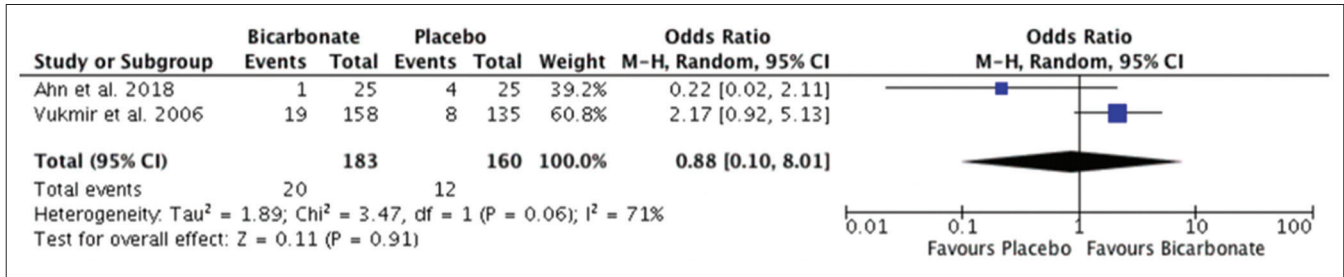 Bicarbonate Placebo Odds Ratio Odds Ratio
Study or Subgroup Events Total Events Total Weight M-H, Random, 95% CI M-H, Random, 95% CI
Ahn et al. 2018 1 25 4 25 39.2% 0.22 [0.02, 2.11]
Vukmir et al. 2006 19 158 8 135 60.8% 2.17 [0.92, 5.13]
Total (95% CI) 183 160 100.0% 0.88 [0.10, 8.01]
Total events 20 12
Heterogeneity: Tau² = 1.89; Chi² = 3.47, df = 1 (P = 0.06); I² = 71%
Test for overall effect: Z = 0.11 (P = 0.91)
0.01 0.1 1 10 100
Favours Placebo Favours Bicarbonate